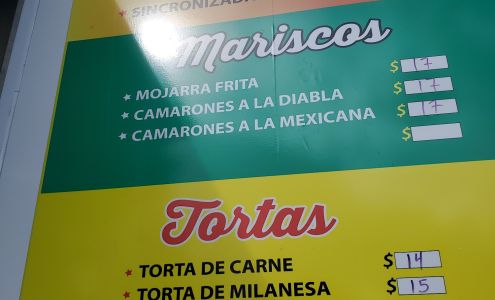 SINCRONIZADA
Mariscos
★ MOJARRA FRITA $ 17
★ CAMARONES A LA DIABLA $ 17
★ CAMARONES A LA MEXICANA $ 17
$
Tortas
★ TORTA DE CARNE $ 14
★ TORTA DE MILANESA $ 15